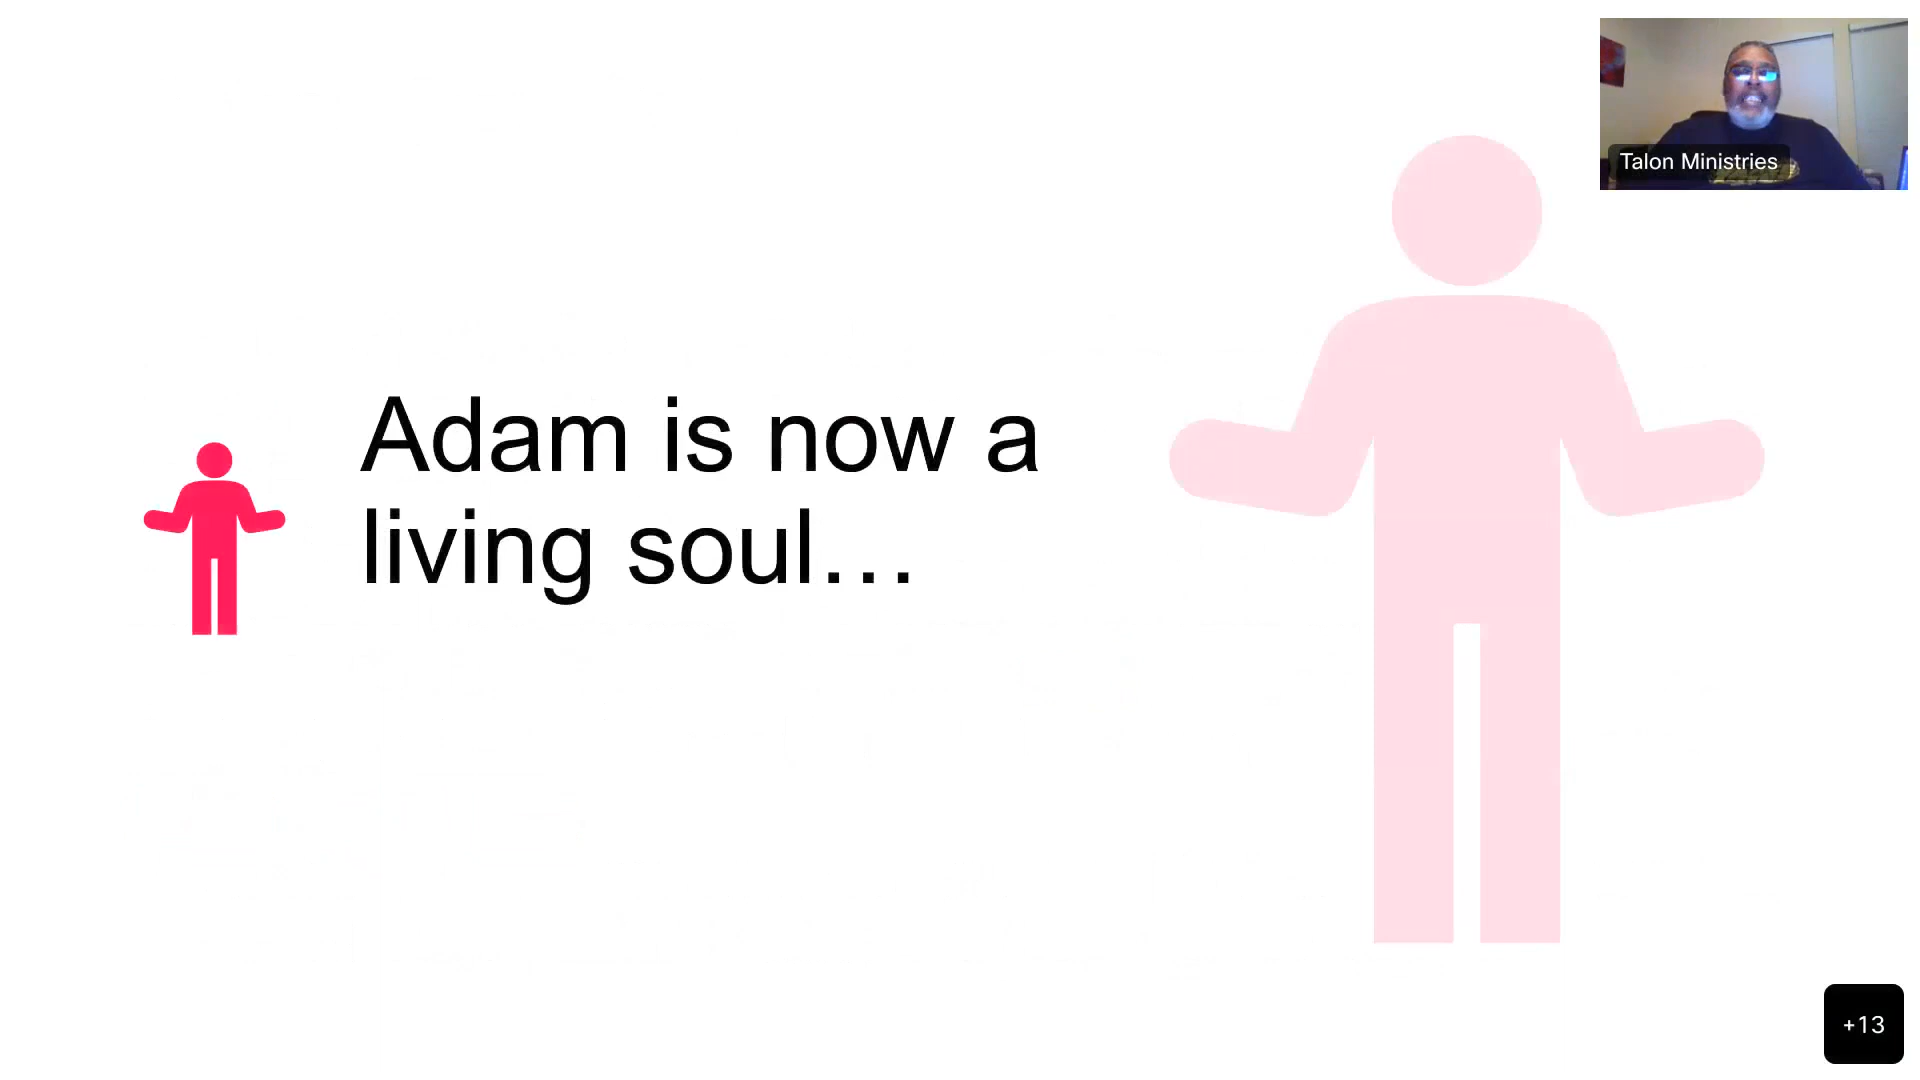 Adam is now a
living soul…
Talon Ministries
+13